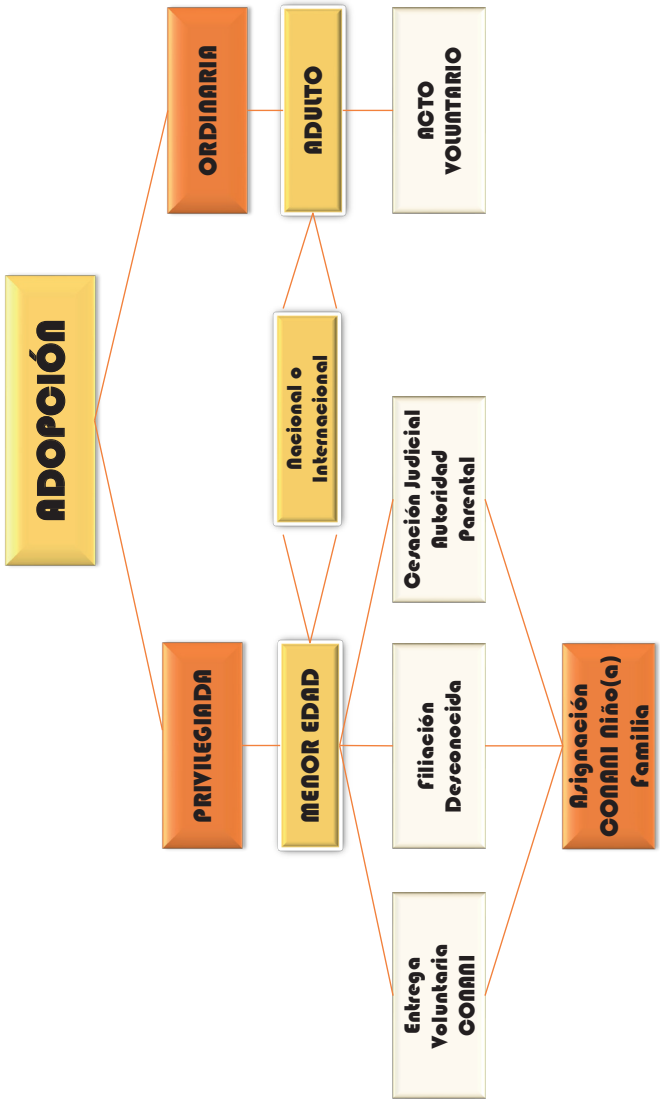 ADOPCIÓN
PRIVILEGIADA
ORDINARIA
MENOR EDAD
Nacional o
Internacional
ADULTO
Entrega
Voluntaria
CONANI
Filiación
Desconocida
Cesación Judicial
Autoridad
Parental
ACTO
VOLUNTARIO
Asignación
CONANI Niño(a)
Familia